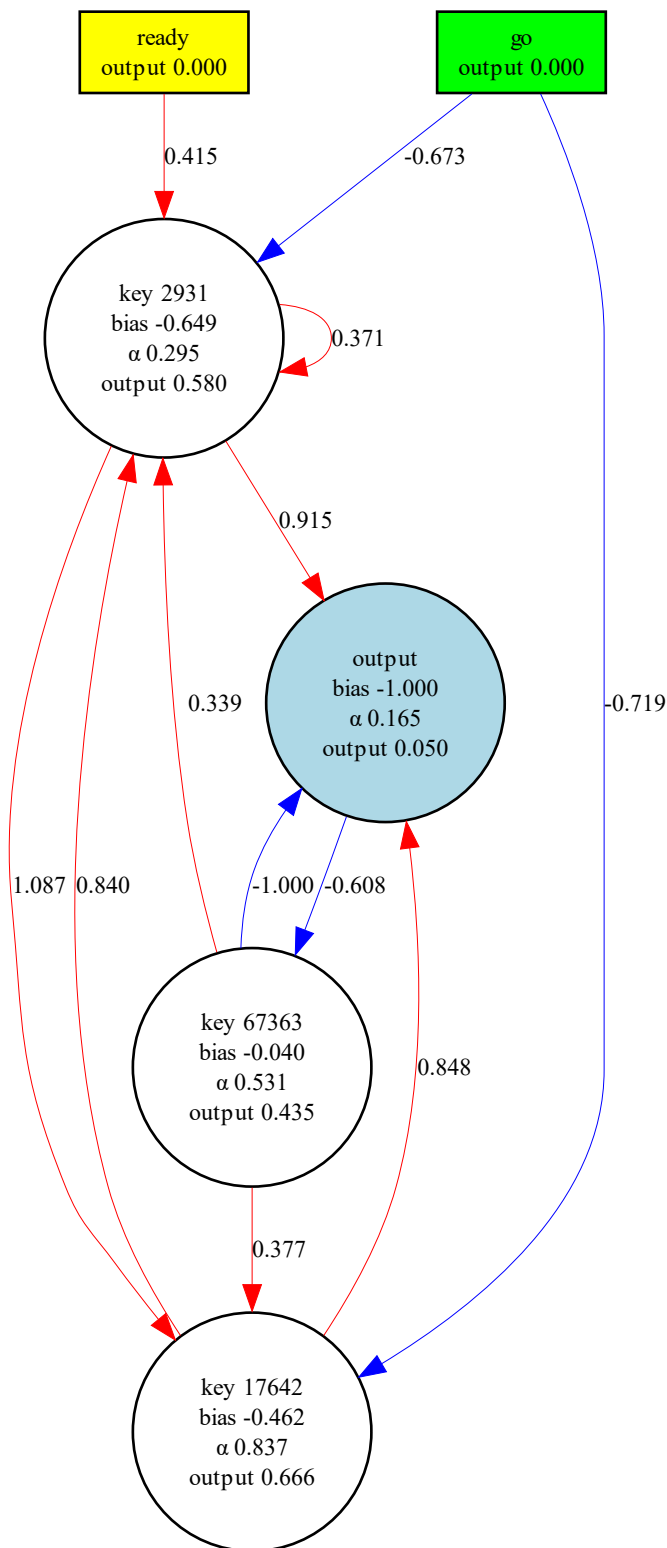 ready
output 0.000
go
output 0.000
0.415
-0.673
key 2931
bias -0.649
α 0.295
output 0.580
0.371
0.915
output
bias -1.000
α 0.165
output 0.050
0.339
-0.719
1.087
0.840
-1.000
-0.608
key 67363
bias -0.040
α 0.531
output 0.435
0.848
0.377
key 17642
bias -0.462
α 0.837
output 0.666